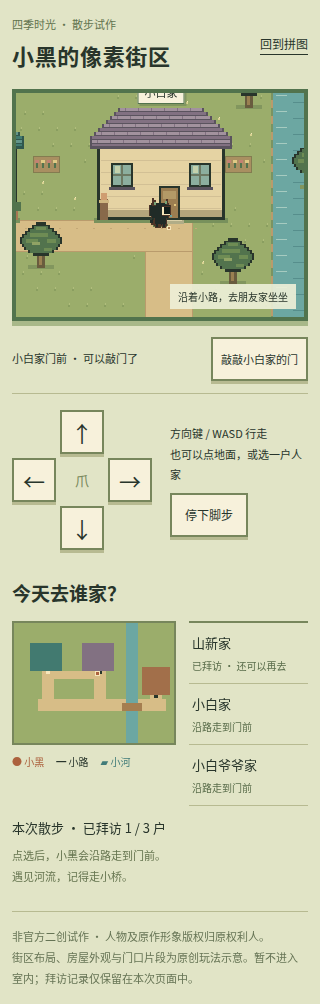 四季时光 · 散步试作
小黑的像素街区
回到拼图
小白家
沿着小路，去朋友家坐坐
小白家门前 · 可以敲门了
敲敲小白家的门
↑
←
爪
→
↓
方向键 / WASD 行走
也可以点地面，或选一户人
家
停下脚步
今天去谁家？
山新家
已拜访 · 还可以再去
小白家
沿路走到门前
小白爷爷家
沿路走到门前
小黑 小路 小河
本次散步 · 已拜访 1 / 3 户
点选后，小黑会沿路走到门前。
遇见河流，记得走小桥。
非官方二创试作 · 人物及原作形象版权归原权利人。
街区布局、房屋外观与门口片段为原创玩法示意。暂不进入
室内；拜访记录仅保留在本次页面中。